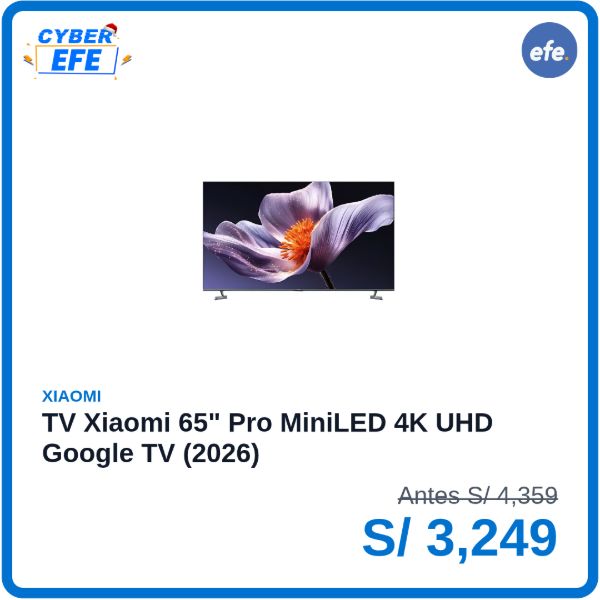 CYBER
EFE
efe.
XIAOMI
TV Xiaomi 65" Pro MiniLED 4K UHD
Google TV (2026)
Antes S/ 4,359
S/ 3,249